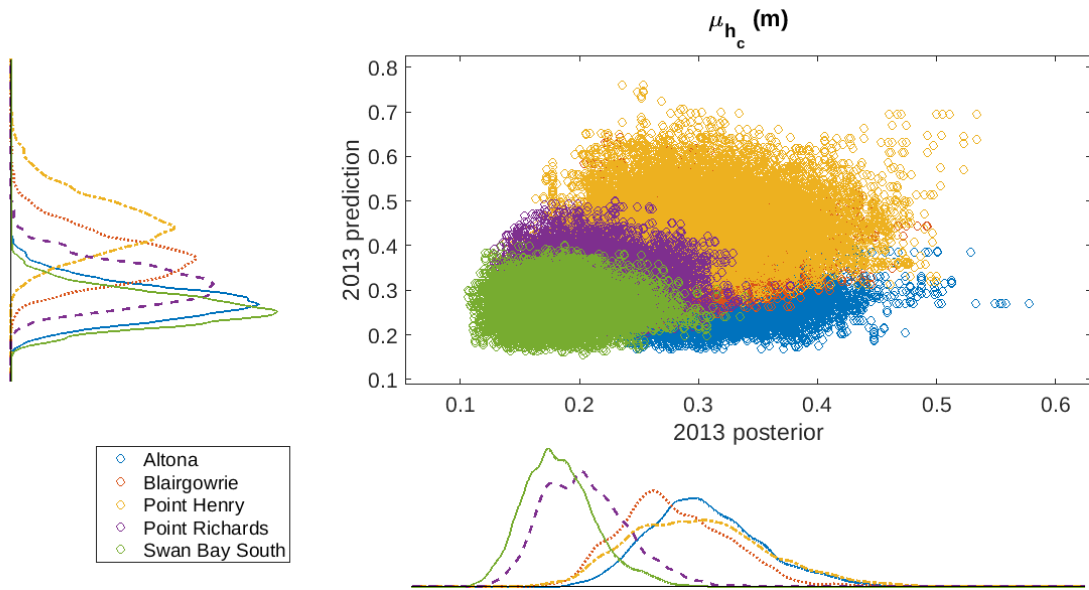 μ_h_c (m)
0.8
0.7
0.6
0.5
0.4
0.3
0.2
0.1
2013 prediction
0.1 0.2 0.3 0.4 0.5 0.6
2013 posterior
Altona
Blairgowrie
Point Henry
Point Richards
Swan Bay South